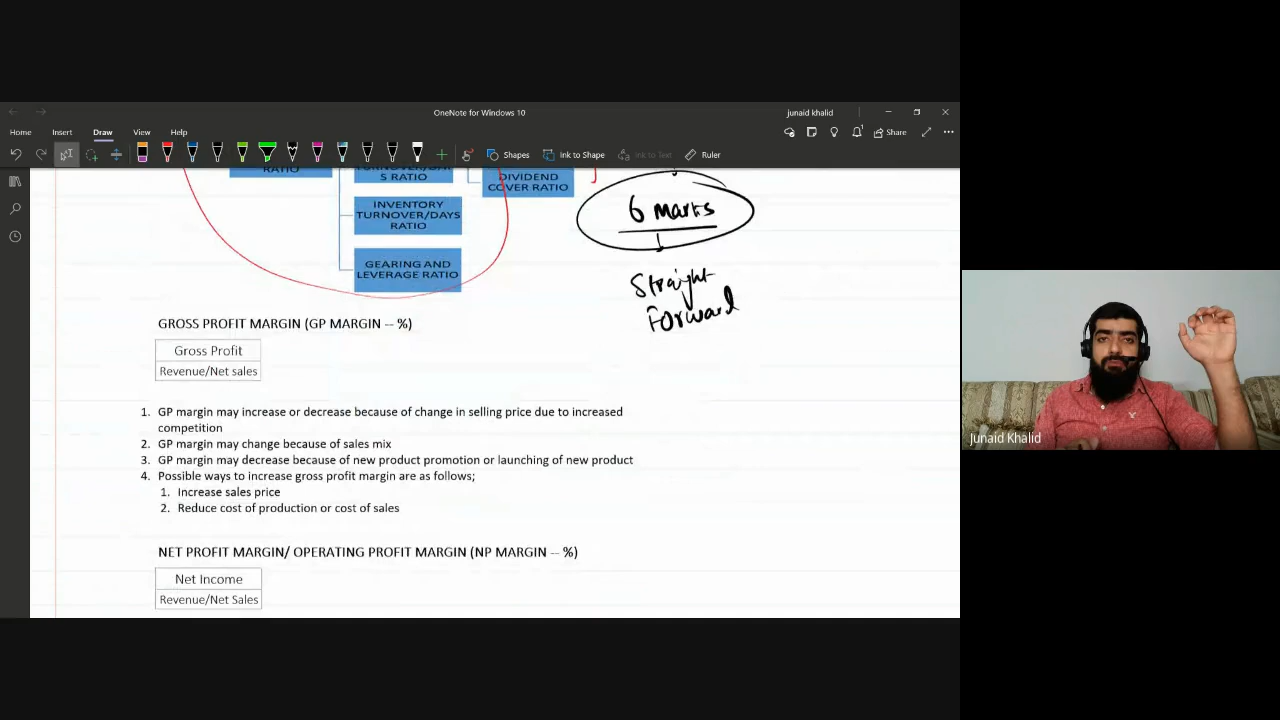 OneNote for Windows 10
junaid khalid
Home Insert Draw View Help
Share
Shapes Ink to Shape Ink to Text Ruler
RATIO
S RATIO
DIVIDEND
COVER RATIO
6 marks
INVENTORY
TURNOVER/DAYS
RATIO
GEARING AND
LEVERAGE RATIO
Straight
Forward
GROSS PROFIT MARGIN (GP MARGIN -- %)
Gross Profit
Revenue/Net sales
1. GP margin may increase or decrease because of change in selling price due to increased
competition
2. GP margin may change because of sales mix
3. GP margin may decrease because of new product promotion or launching of new product
4. Possible ways to increase gross profit margin are as follows;
1. Increase sales price
2. Reduce cost of production or cost of sales
NET PROFIT MARGIN/ OPERATING PROFIT MARGIN (NP MARGIN -- %)
Net Income
Revenue/Net Sales
Junaid Khalid